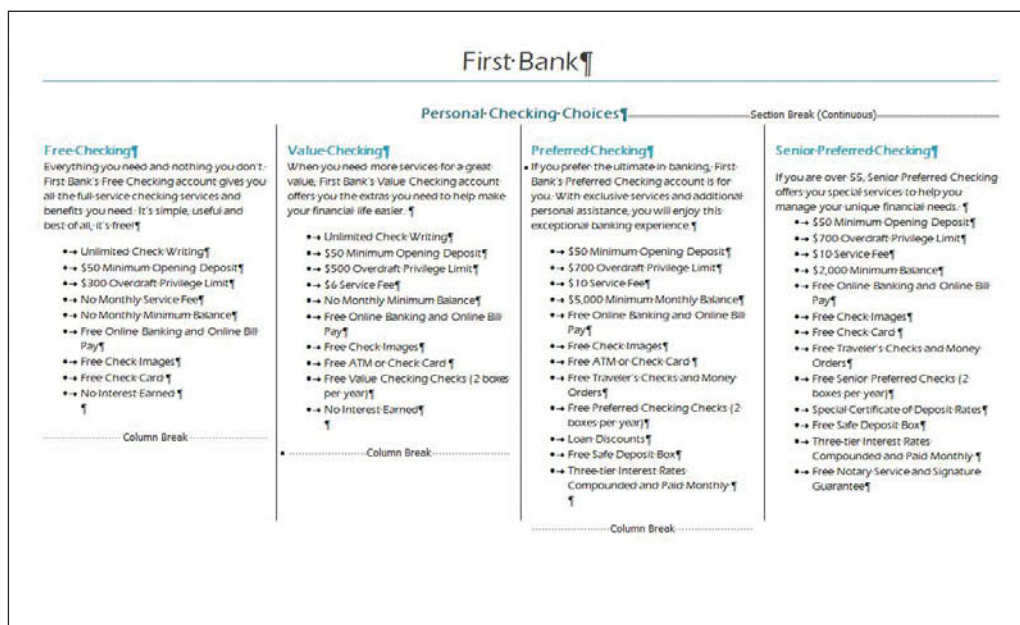 First Bank¶
Personal Checking Choices¶
Section Break (Continuous)
Free Checking¶
Everything you need and nothing you don't.
First Bank's Free Checking account gives you
all the full-service checking services and
benefits you need. It's simple, useful and
best of all, it's free!¶
•→ Unlimited Check Writing¶
•→ $50 Minimum Opening Deposit¶
•→ $300 Overdraft Privilege Limit¶
•→ No Monthly Service Fee¶
•→ No Monthly Minimum Balance¶
•→ Free Online Banking and Online Bill
Pay¶
•→ Free Check Images¶
•→ Free Check Card ¶
•→ No Interest Earned ¶
¶
Column Break
Value Checking¶
When you need more services for a great
value, First Bank's Value Checking account
offers you the extras you need to help make
your financial life easier. ¶
•→ Unlimited Check Writing¶
•→ $50 Minimum Opening Deposit¶
•→ $500 Overdraft Privilege Limit¶
•→ $6 Service Fee¶
•→ No Monthly Minimum Balance¶
•→ Free Online Banking and Online Bill
Pay¶
•→ Free Check Images¶
•→ Free ATM or Check Card ¶
•→ Free Value Checking Checks (2 boxes
per year)¶
•→ No Interest Earned¶
¶
Column Break
Preferred Checking¶
If you prefer the ultimate in banking, First
Bank's Preferred Checking account is for
you. With exclusive services and additional
personal assistance, you will enjoy this
exceptional banking experience.¶
•→ $50 Minimum Opening Deposit¶
•→ $700 Overdraft Privilege Limit¶
•→ $10 Service Fee¶
•→ $5,000 Minimum Monthly Balance¶
•→ Free Online Banking and Online Bill
Pay¶
•→ Free Check Images¶
•→ Free ATM or Check Card ¶
•→ Free Traveler's Checks and Money
Orders¶
•→ Free Preferred Checking Checks (2
boxes per year)¶
•→ Loan Discounts¶
•→ Free Safe Deposit Box¶
•→ Three-tier Interest Rates
Compounded and Paid Monthly ¶
¶
Column Break
Senior Preferred Checking¶
If you are over 55, Senior Preferred Checking
offers you special services to help you
manage your unique financial needs. ¶
•→ $50 Minimum Opening Deposit¶
•→ $700 Overdraft Privilege Limit¶
•→ $10 Service Fee¶
•→ $2,000 Minimum Balance¶
•→ Free Online Banking and Online Bill
Pay¶
•→ Free Check Images¶
•→ Free Check Card ¶
•→ Free Traveler's Checks and Money
Orders¶
•→ Free Senior Preferred Checks (2
boxes per year)¶
•→ Special Certificate of Deposit Rates¶
•→ Free Safe Deposit Box¶
•→ Three-tier Interest Rates
Compounded and Paid Monthly ¶
•→ Free Notary Service and Signature
Guarantee¶